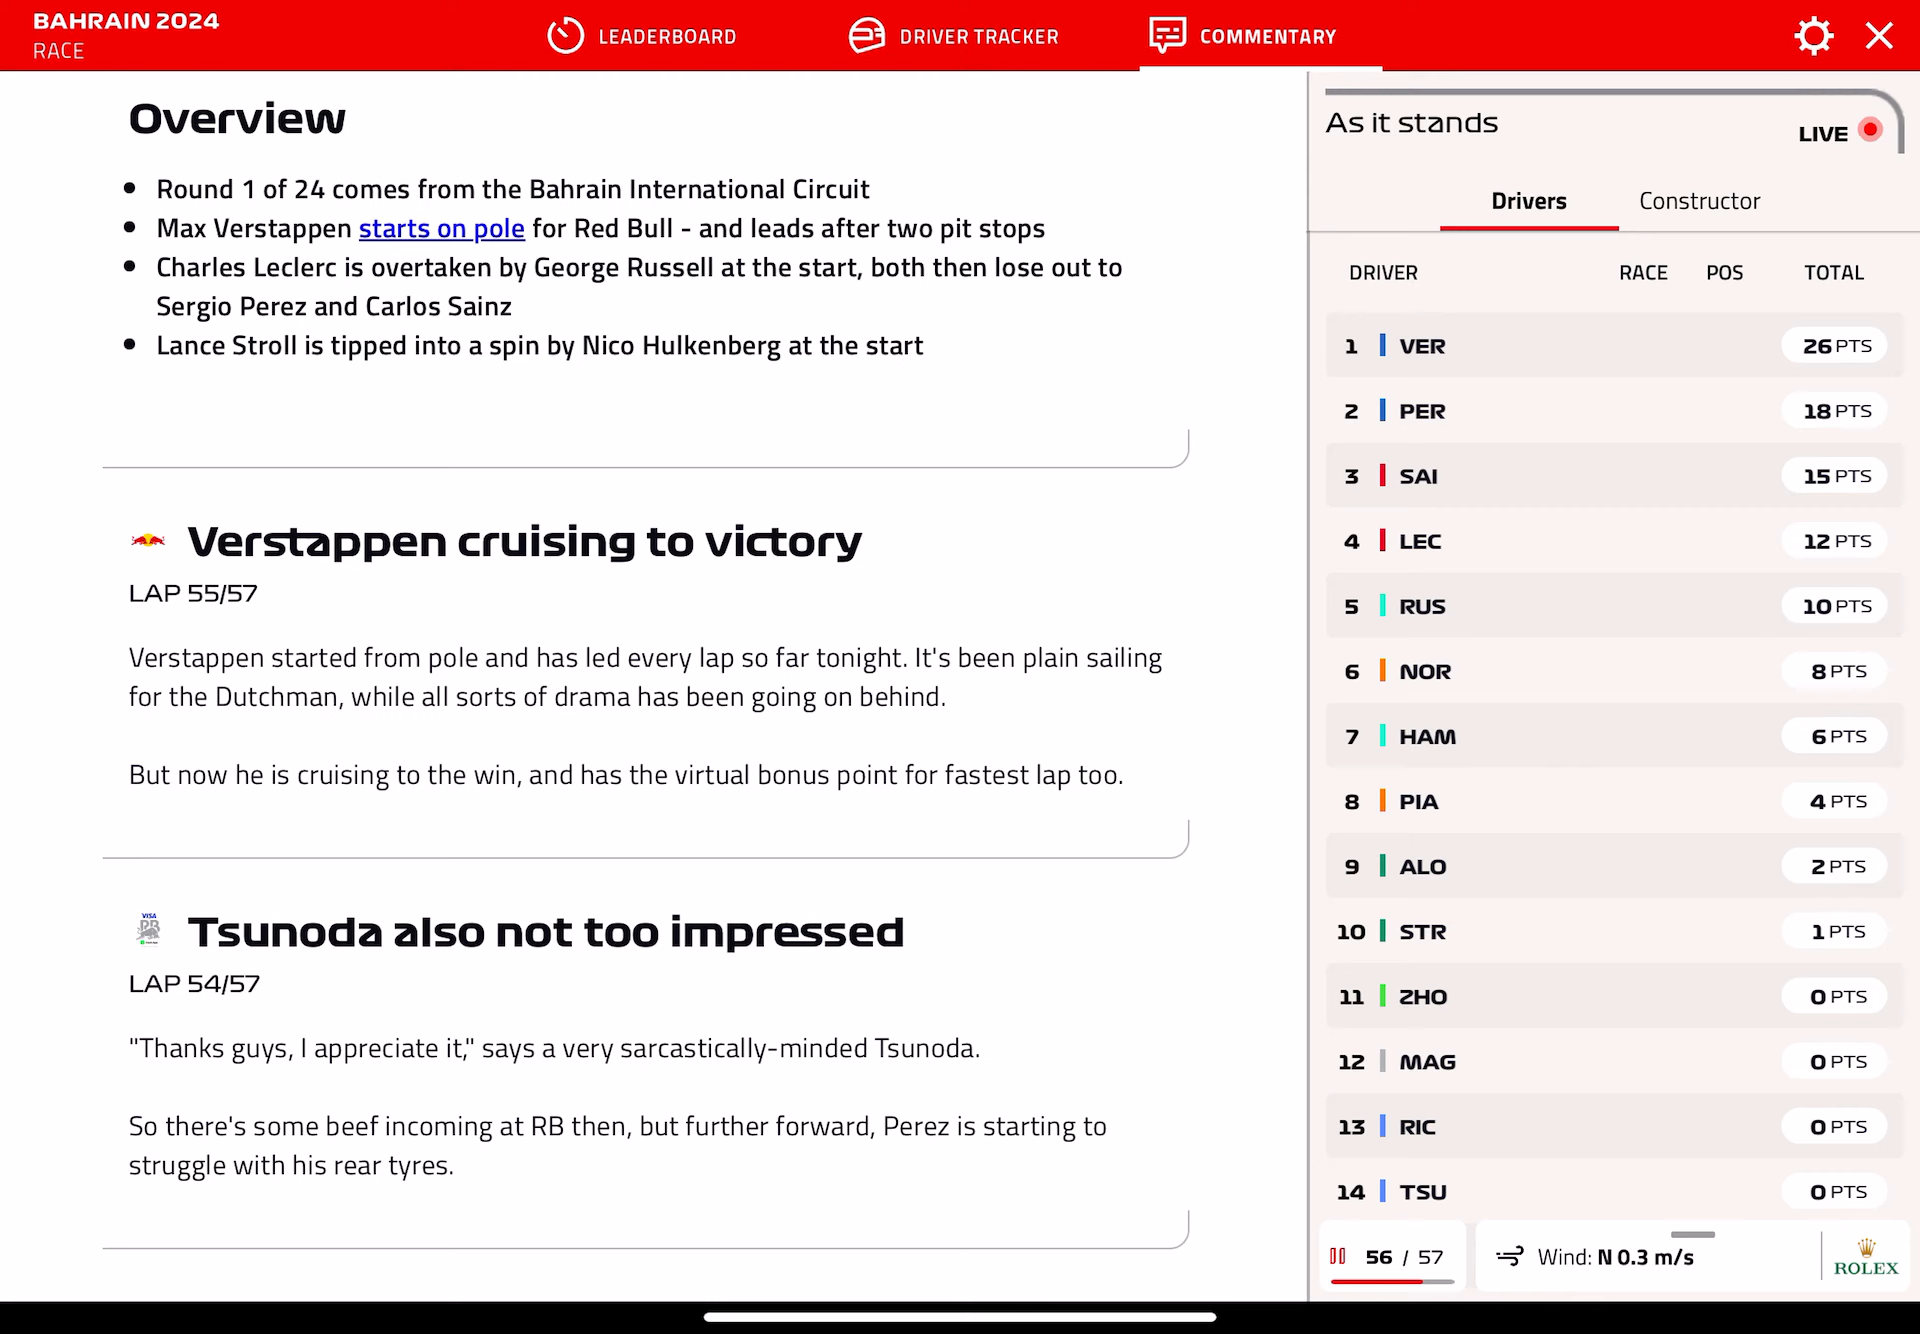 BAHRAIN 2024
RACE
LEADERBOARD
DRIVER TRACKER
COMMENTARY
Overview
Round 1 of 24 comes from the Bahrain International Circuit
Max Verstappen starts on pole for Red Bull - and leads after two pit stops
Charles Leclerc is overtaken by George Russell at the start, both then lose out to
Sergio Perez and Carlos Sainz
Lance Stroll is tipped into a spin by Nico Hulkenberg at the start
Verstappen cruising to victory
LAP 55/57
Verstappen started from pole and has led every lap so far tonight. It's been plain sailing
for the Dutchman, while all sorts of drama has been going on behind.
But now he is cruising to the win, and has the virtual bonus point for fastest lap too.
VISA
RB
Tsunoda also not too impressed
LAP 54/57
"Thanks guys, I appreciate it," says a very sarcastically-minded Tsunoda.
So there's some beef incoming at RB then, but further forward, Perez is starting to
struggle with his rear tyres.
As it stands
LIVE
Drivers Constructor
DRIVER RACE POS TOTAL
1 VER 26 PTS
2 PER 18 PTS
3 SAI 15 PTS
4 LEC 12 PTS
5 RUS 10 PTS
6 NOR 8 PTS
7 HAM 6 PTS
8 PIA 4 PTS
9 ALO 2 PTS
10 STR 1 PTS
11 ZHO 0 PTS
12 MAG 0 PTS
13 RIC 0 PTS
14 TSU 0 PTS
56 / 57
Wind: N 0.3 m/s
ROLEX